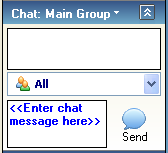 Chat: Main Group
All
<<Enter chat
message here>>
Send